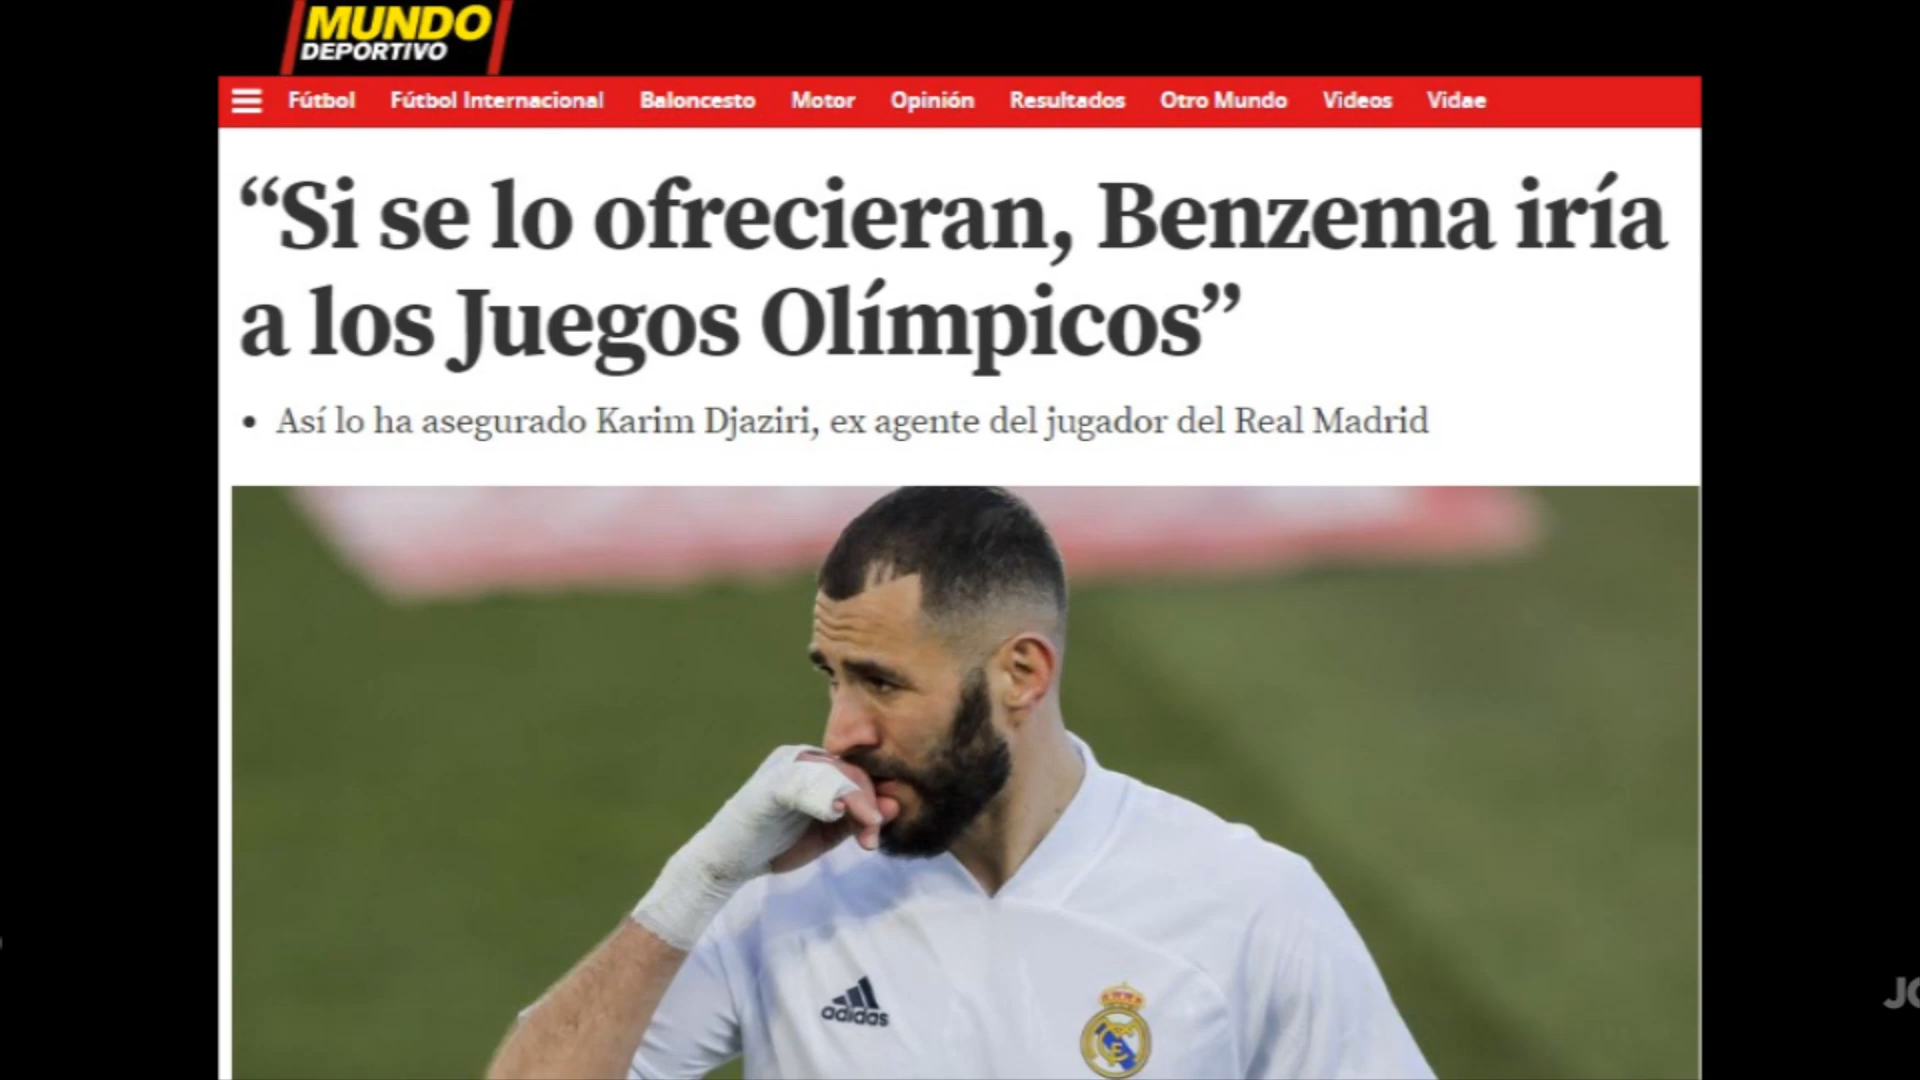 MUNDO
DEPORTIVO
Fútbol Fútbol Internacional Baloncesto Motor Opinión Resultados Otro Mundo Videos Vidae
“Si se lo ofrecieran, Benzema iría
a los Juegos Olímpicos”
• Así lo ha asegurado Karim Djaziri, ex agente del jugador del Real Madrid
adidas